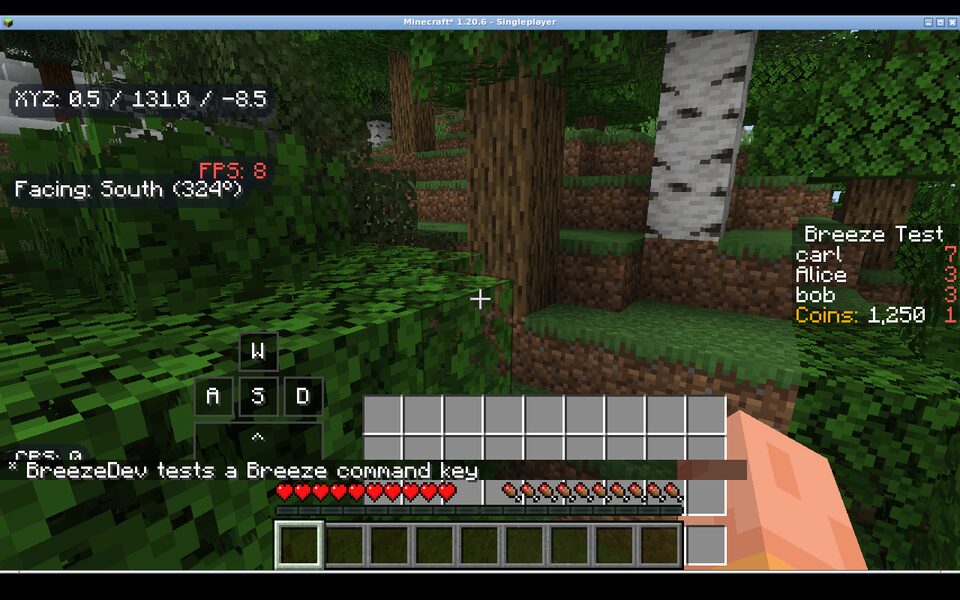 Minecraft* 1.20.6 - Singleplayer
XYZ: 0.5 / 131.0 / -8.5
FPS: 8
Facing: South (324°)
Breeze Test
carl 7
Alice 3
bob 3
Coins: 1,250 1
W
A S D
^
CPS: 0
* BreezeDev tests a Breeze command key